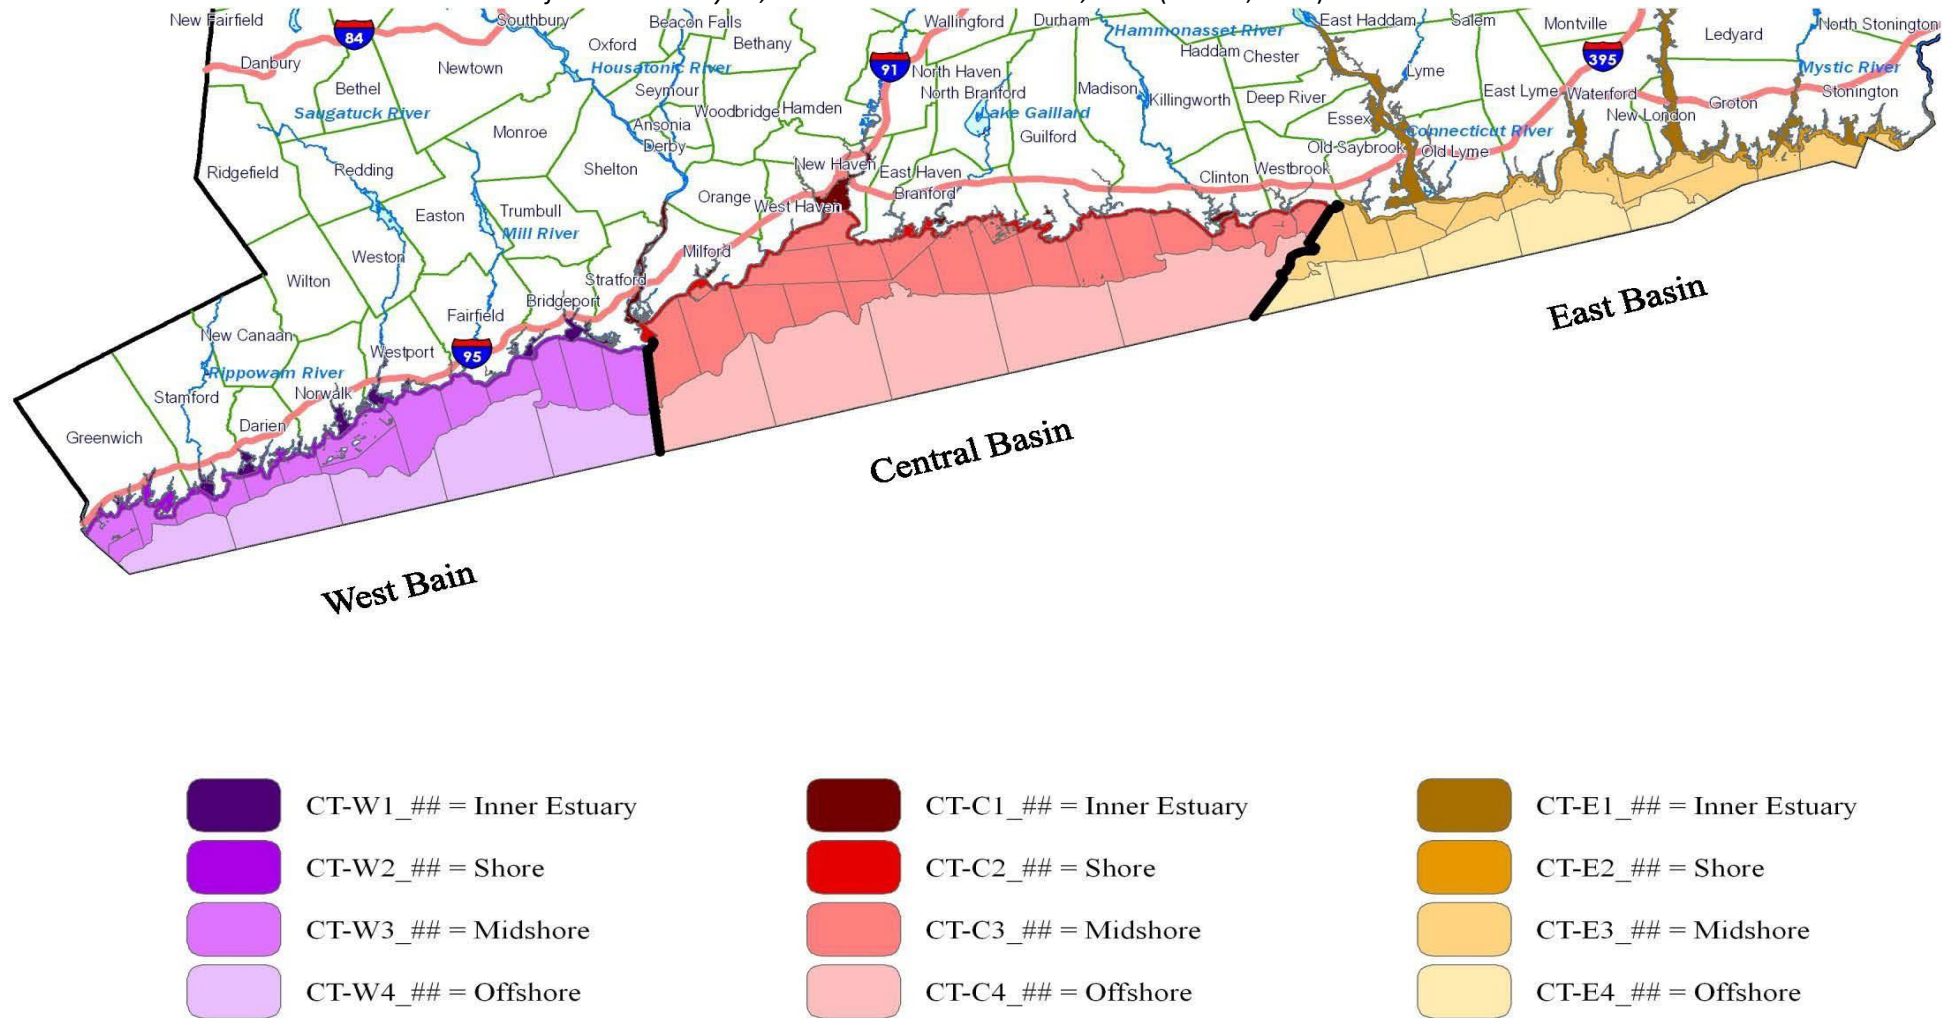 New Fairfield
Southbury
Beacon Falls
Wallingford
Durham
East Haddam
Salem
Montville
North Stonington
84
Oxford
Bethany
Hammonasset River
Haddam
Chester
Ledyard
Danbury
Newtown
Housatonic River
91
North Haven
Lyme
395
Mystic River
Bethel
Seymour
North Branford
Madison
Killingworth
Deep River
East Lyme
Waterford
Groton
Stonington
Saugatuck River
Woodbridge
Hamden
Lake Gaillard
Essex
New London
Monroe
Ansonia
Guilford
Connecticut River
Derby
Old Saybrook
Old Lyme
Ridgefield
Redding
Shelton
New Haven
East Haven
Clinton
Westbrook
Orange
West Haven
Branford
Easton
Trumbull
Mill River
Weston
Milford
Wilton
Stratford
Bridgeport
Fairfield
New Canaan
Westport
95
Rippowam River
Stamford
Norwalk
Darien
Greenwich
East Basin
Central Basin
West Bain
CT-W1_## = Inner Estuary
CT-C1_## = Inner Estuary
CT-E1_## = Inner Estuary
CT-W2_## = Shore
CT-C2_## = Shore
CT-E2_## = Shore
CT-W3_## = Midshore
CT-C3_## = Midshore
CT-E3_## = Midshore
CT-W4_## = Offshore
CT-C4_## = Offshore
CT-E4_## = Offshore